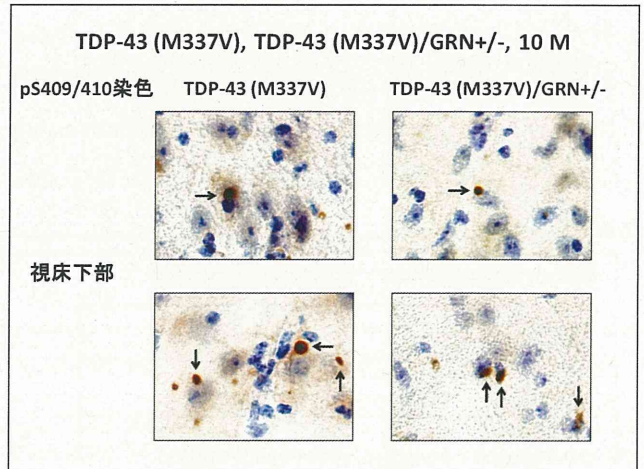 TDP-43 (M337V), TDP-43 (M337V)/GRN+/-, 10 M
pS409/410染色 TDP-43 (M337V) TDP-43 (M337V)/GRN+/-
視床下部